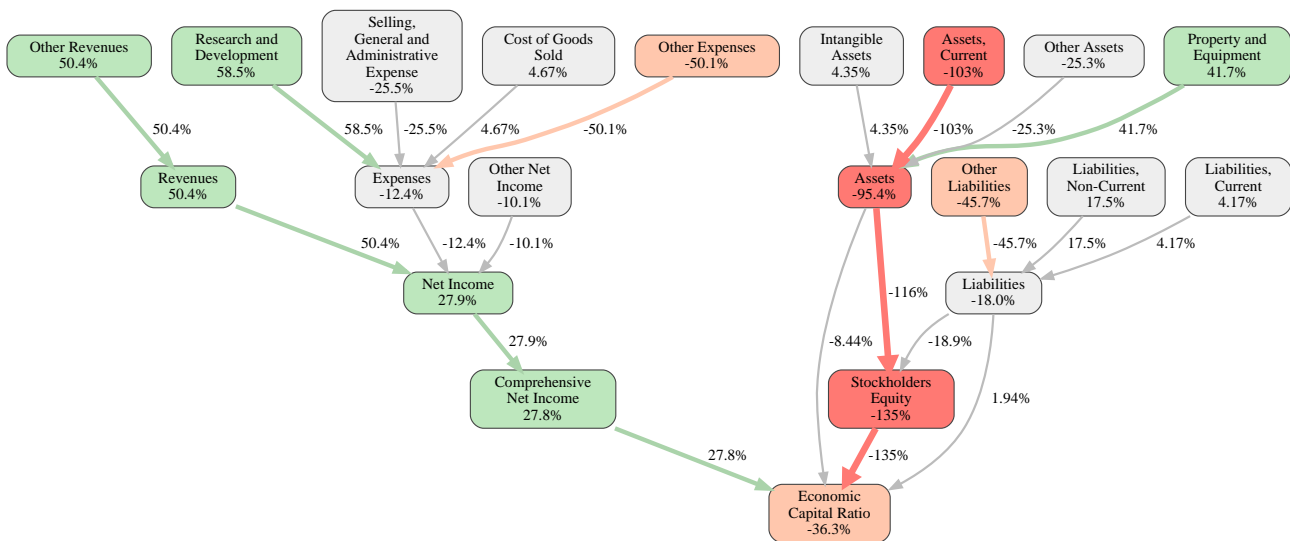 Other Revenues
50.4%
Research and
Development
58.5%
Selling,
General and
Administrative
Expense
-25.5%
Cost of Goods
Sold
4.67%
Other Expenses
-50.1%
Intangible
Assets
4.35%
Assets,
Current
-103%
Other Assets
-25.3%
Property and
Equipment
41.7%
50.4%
58.5%
-25.5%
4.67%
-50.1%
4.35%
-103%
-25.3%
41.7%
Revenues
50.4%
Expenses
-12.4%
Other Net
Income
-10.1%
Assets
-95.4%
Other
Liabilities
-45.7%
Liabilities,
Non-Current
17.5%
Liabilities,
Current
4.17%
50.4%
-12.4%
-10.1%
-45.7%
17.5%
4.17%
Net Income
27.9%
Liabilities
-18.0%
-116%
27.9%
-8.44%
-18.9%
Comprehensive
Net Income
27.8%
Stockholders
Equity
-135%
1.94%
27.8%
-135%
Economic
Capital Ratio
-36.3%